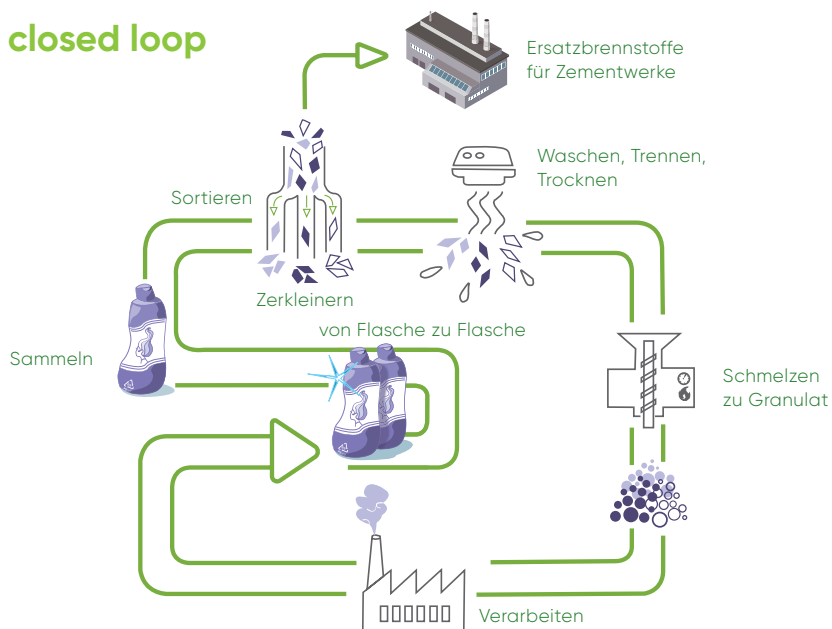 closed loop
Ersatzbrennstoffe
für Zementwerke
Waschen, Trennen,
Trocknen
Sortieren
Zerkleinern
von Flasche zu Flasche
Sammeln
Schmelzen
zu Granulat
Verarbeiten